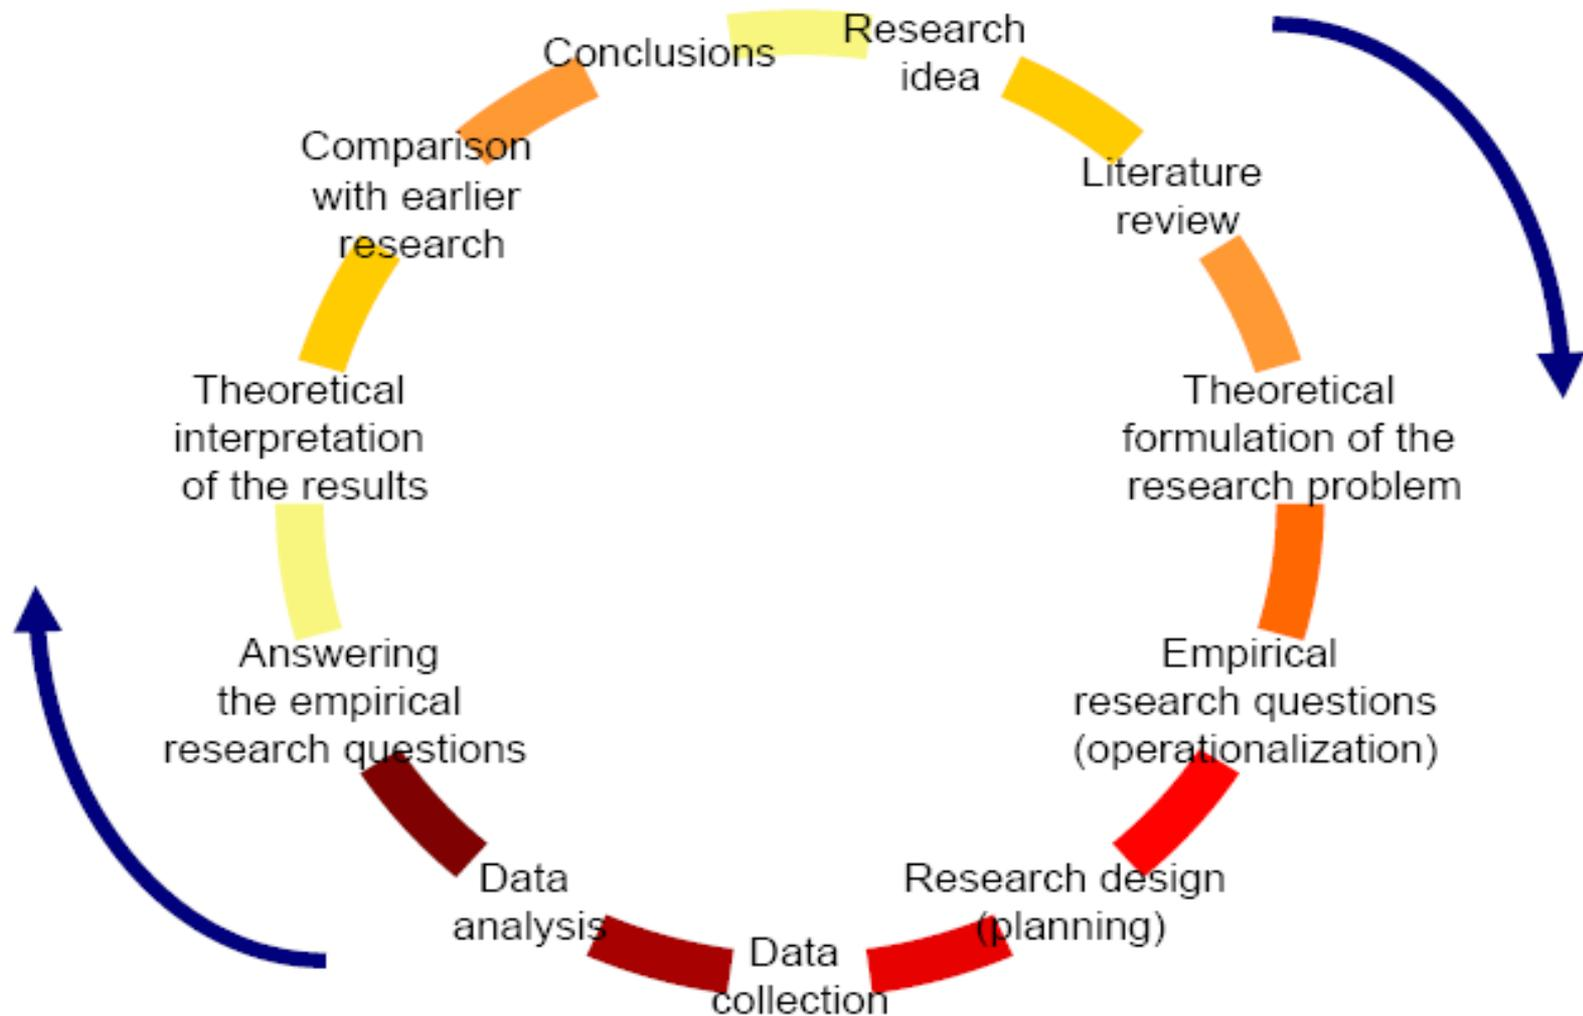 Research
idea
Literature
review
Theoretical
formulation of the
research problem
Empirical
research questions
(operationalization)
Research design
(planning)
Data
collection
Data
analysis
Answering
the empirical
research questions
Theoretical
interpretation
of the results
Comparison
with earlier
research
Conclusions